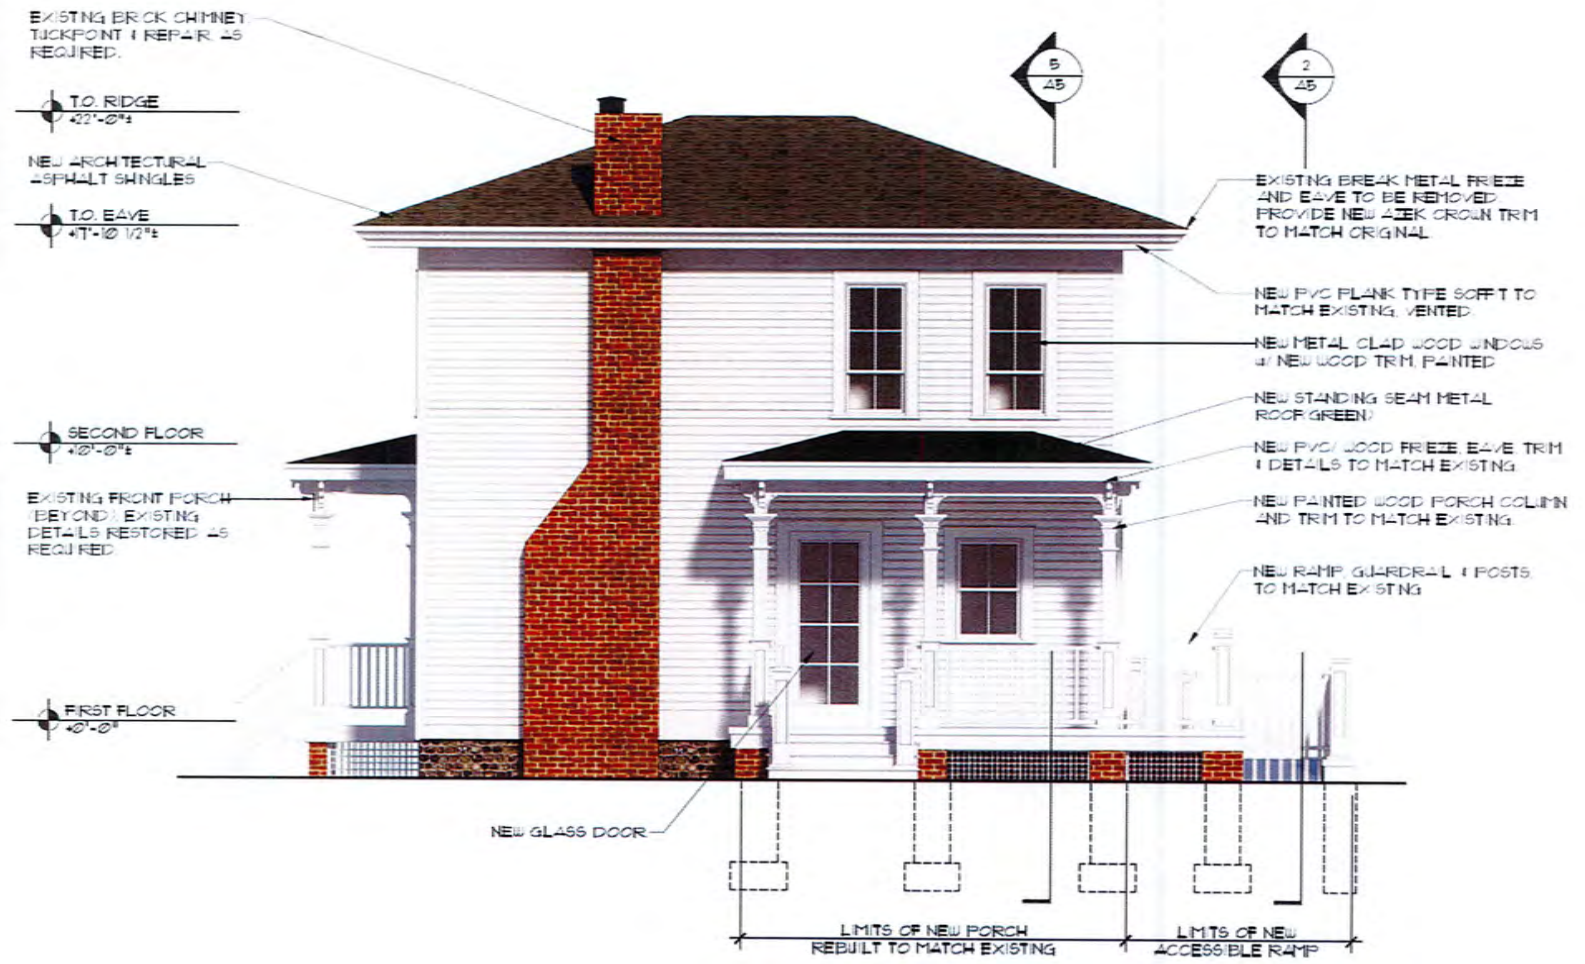 EXISTING BRICK CHIMNEY
TUCKPOINT & REPAIR AS
REQUIRED.
T.O. RIDGE
+22'-0"±
NEW ARCHITECTURAL
ASPHALT SHINGLES
T.O. EAVE
+17'-10 1/2"±
SECOND FLOOR
+10'-0"±
EXISTING FRONT PORCH
(BEYOND), EXISTING
DETAILS RESTORED AS
REQUIRED.
FIRST FLOOR
+0'-0"
5
A5
2
A5
EXISTING BREAK METAL FRIEZE
AND EAVE TO BE REMOVED.
PROVIDE NEW AZEK CROWN TRIM
TO MATCH ORIGINAL.
NEW PVC PLANK TYPE SOFFIT TO
MATCH EXISTING, VENTED.
NEW METAL CLAD WOOD WINDOWS
w/ NEW WOOD TRIM, PAINTED
NEW STANDING SEAM METAL
ROOF(GREEN)
NEW PVC/ WOOD FRIEZE, EAVE, TRIM
& DETAILS TO MATCH EXISTING.
NEW PAINTED WOOD PORCH COLUMN
AND TRIM TO MATCH EXISTING.
NEW RAMP, GUARDRAIL & POSTS,
TO MATCH EXISTING
NEW GLASS DOOR
LIMITS OF NEW PORCH
REBUILT TO MATCH EXISTING
LIMITS OF NEW
ACCESSIBLE RAMP